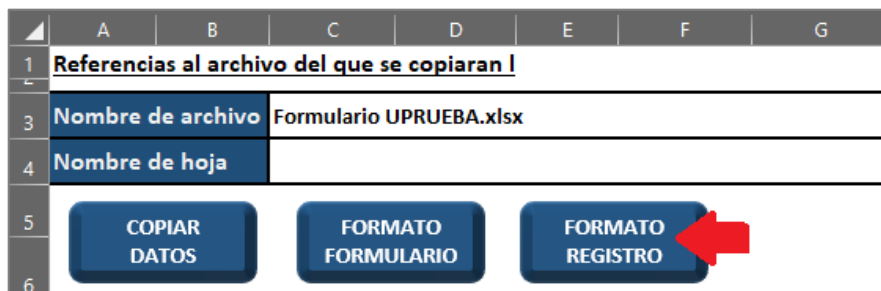 A B C D E F G
1 Referencias al archivo del que se copiaran l
2
3 Nombre de archivo Formulario UPRUEBA.xlsx
4 Nombre de hoja
5 COPIAR FORMATO FORMATO
DATOS FORMULARIO REGISTRO
6